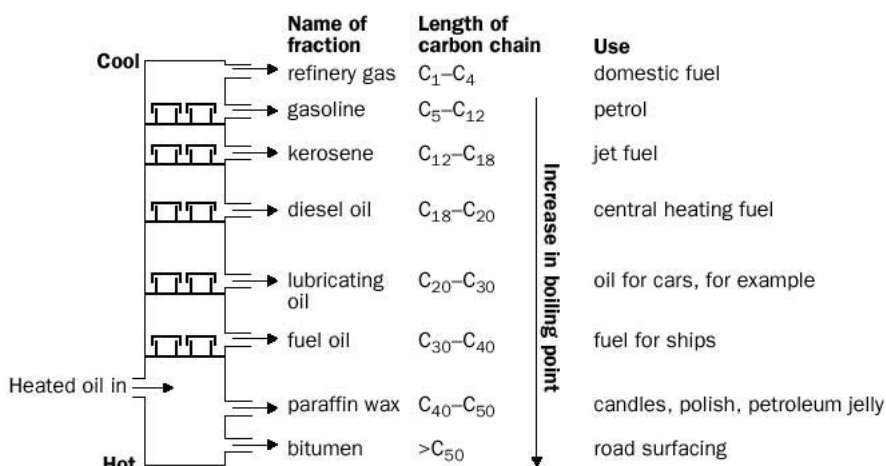 Name of fraction Length of carbon chain Use
Cool
refinery gas C₁–C₄ domestic fuel
gasoline C₅–C₁₂ petrol
kerosene C₁₂–C₁₈ jet fuel
diesel oil C₁₈–C₂₀ central heating fuel
lubricating oil C₂₀–C₃₀ oil for cars, for example
fuel oil C₃₀–C₄₀ fuel for ships
Heated oil in
paraffin wax C₄₀–C₅₀ candles, polish, petroleum jelly
bitumen >C₅₀ road surfacing
Hot
Increase in boiling point